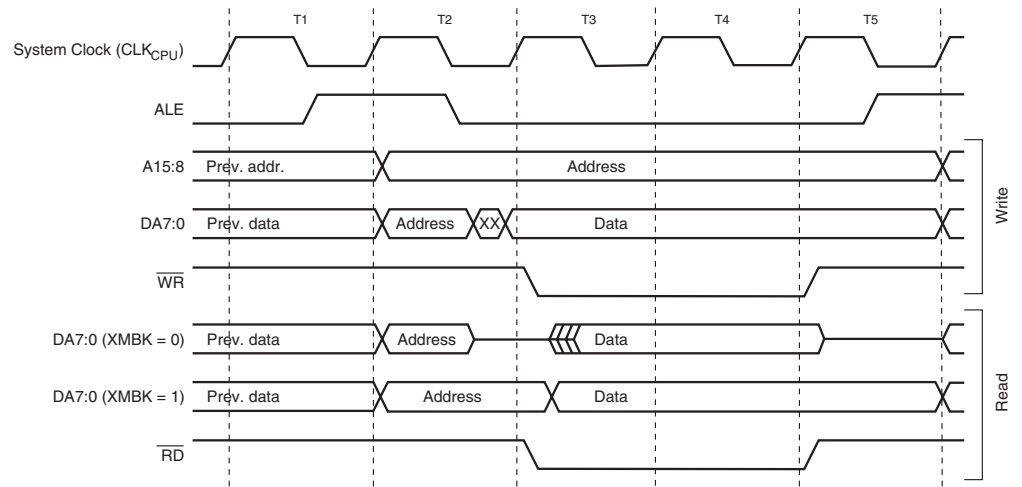 T1 T2 T3 T4 T5
System Clock (CLKCPU)
ALE
A15:8 Prev. addr. Address
DA7:0 Prev. data Address XX Data
WR
Write
DA7:0 (XMBK = 0) Prev. data Address Data
DA7:0 (XMBK = 1) Prev. data Address Data
RD
Read